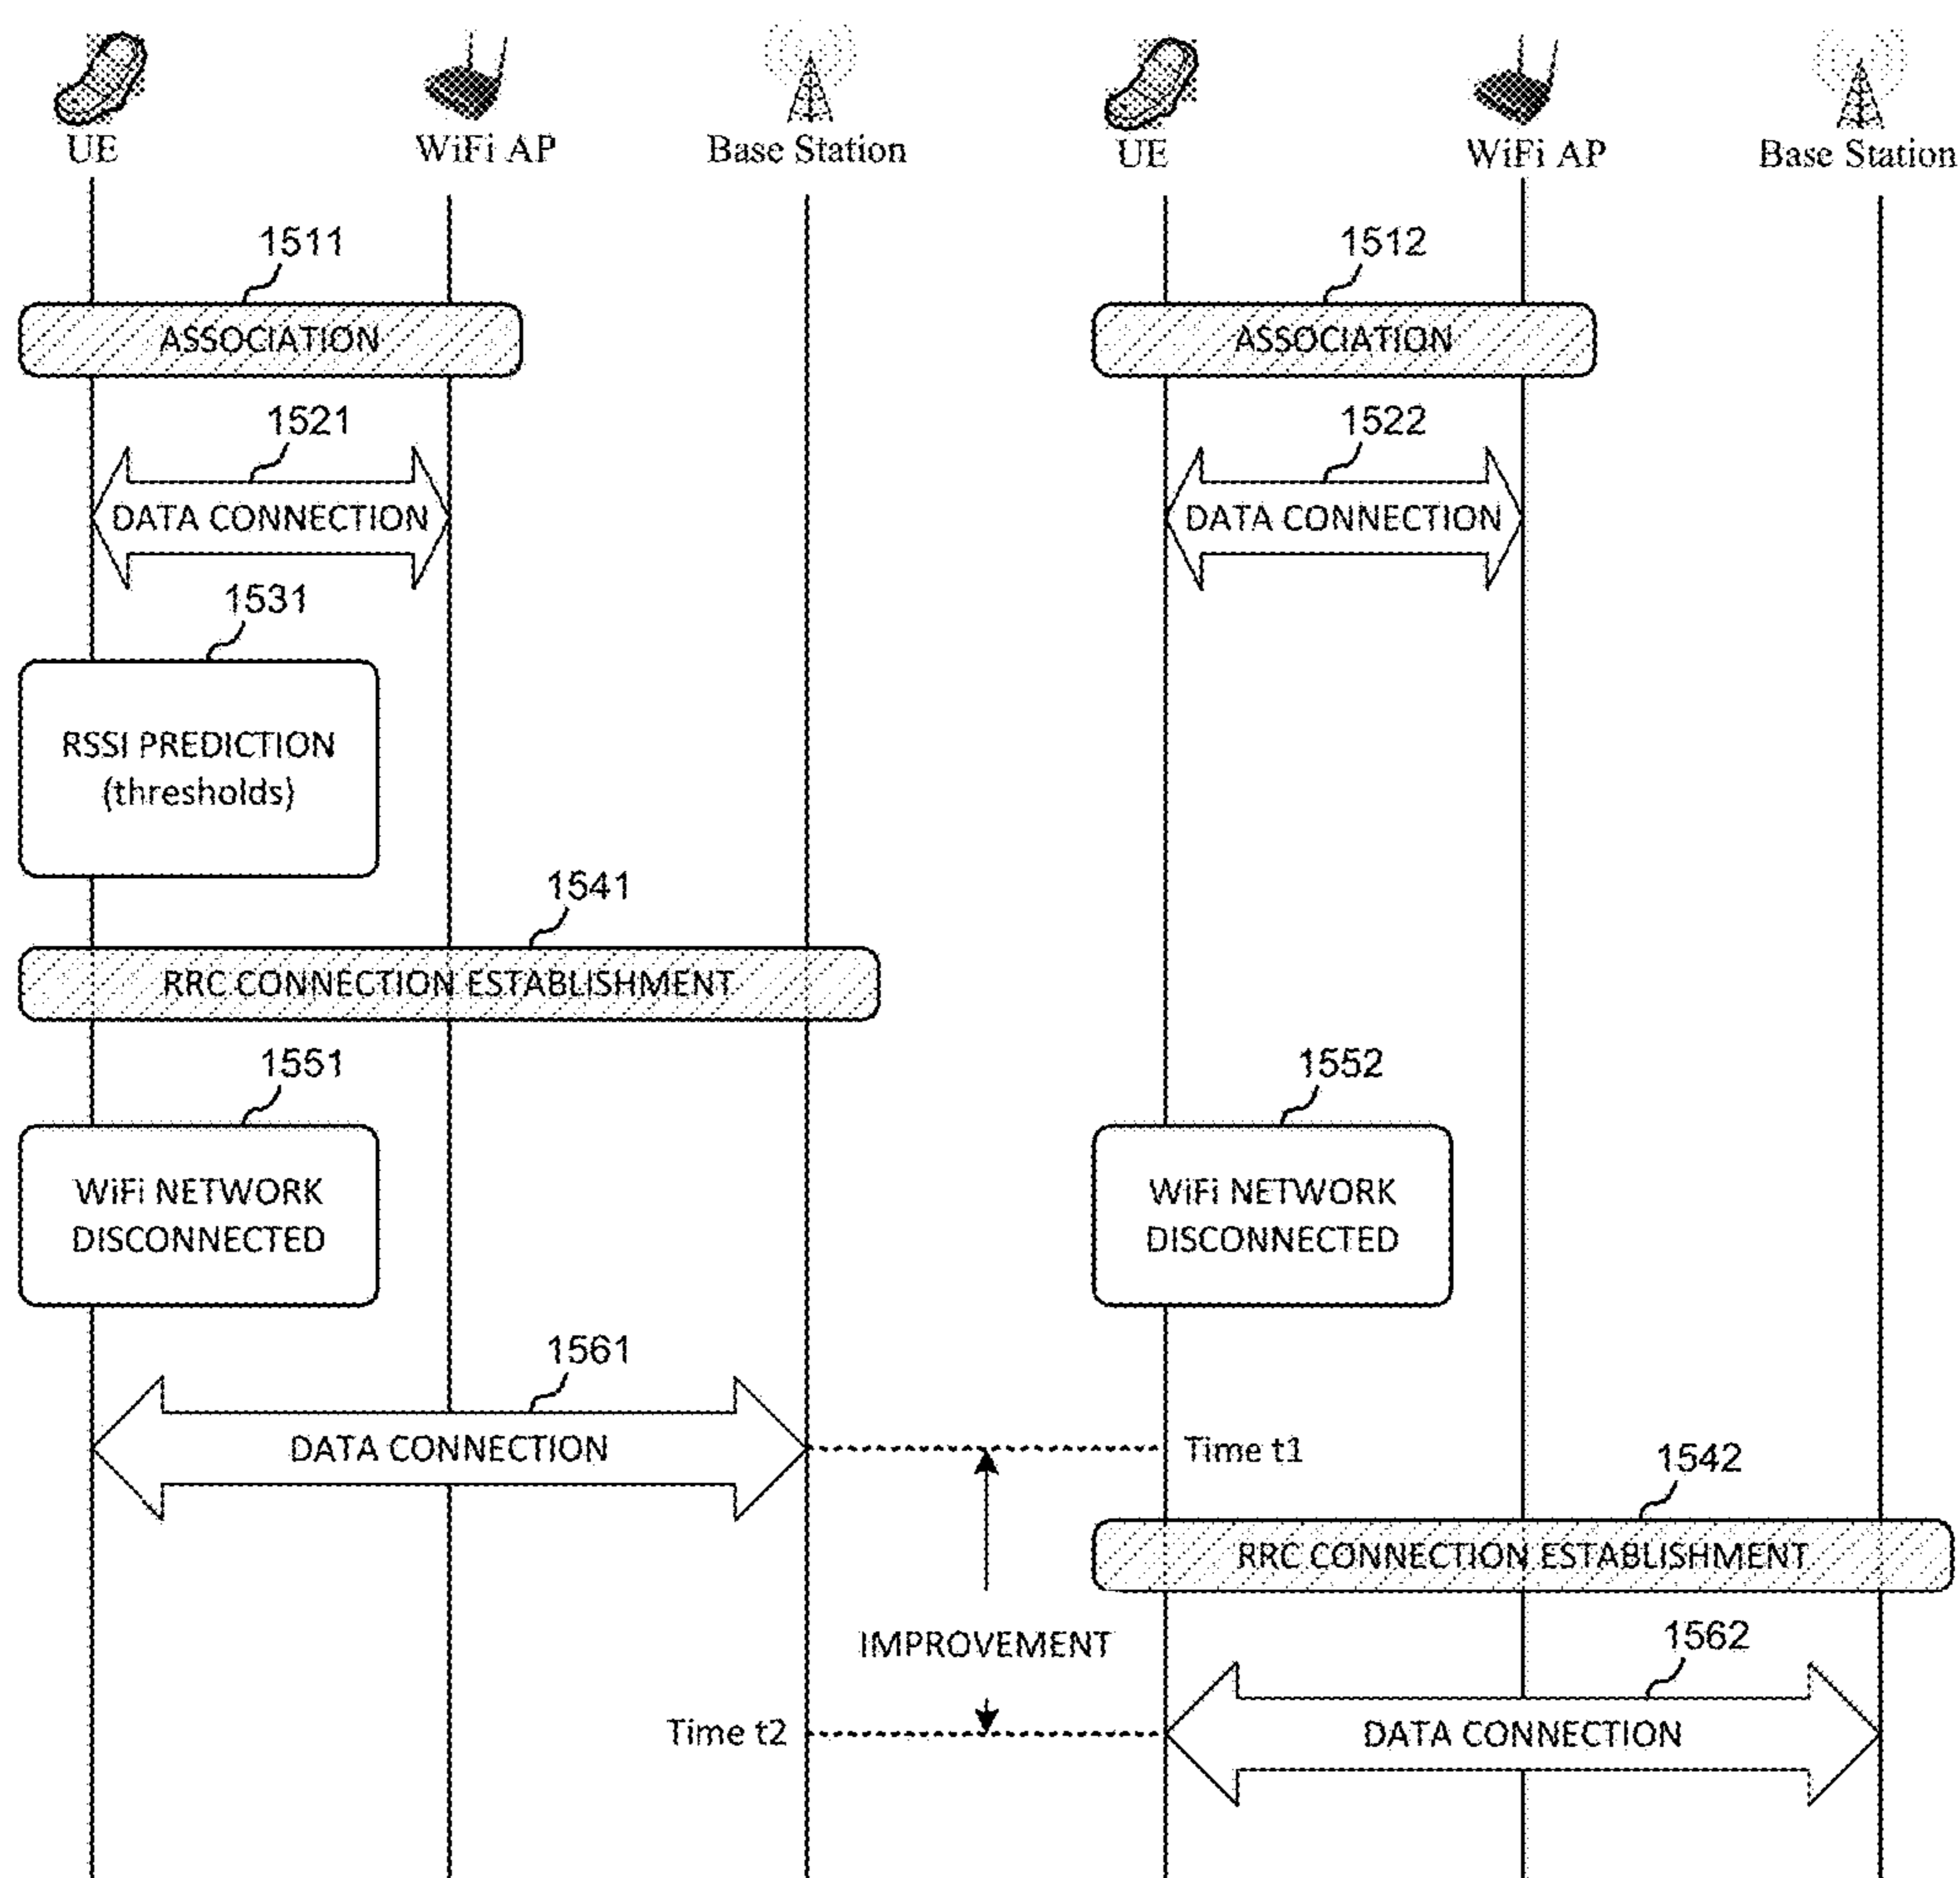 UE
WiFi AP
Base Station
1511
ASSOCIATION
1521
DATA CONNECTION
1531
RSSI PREDICTION
(thresholds)
1541
RRC CONNECTION ESTABLISHMENT
1551
WiFi NETWORK
DISCONNECTED
1561
DATA CONNECTION
UE
WiFi AP
Base Station
1512
ASSOCIATION
1522
DATA CONNECTION
1552
WiFi NETWORK
DISCONNECTED
Time t1
1542
RRC CONNECTION ESTABLISHMENT
IMPROVEMENT
1562
Time t2
DATA CONNECTION